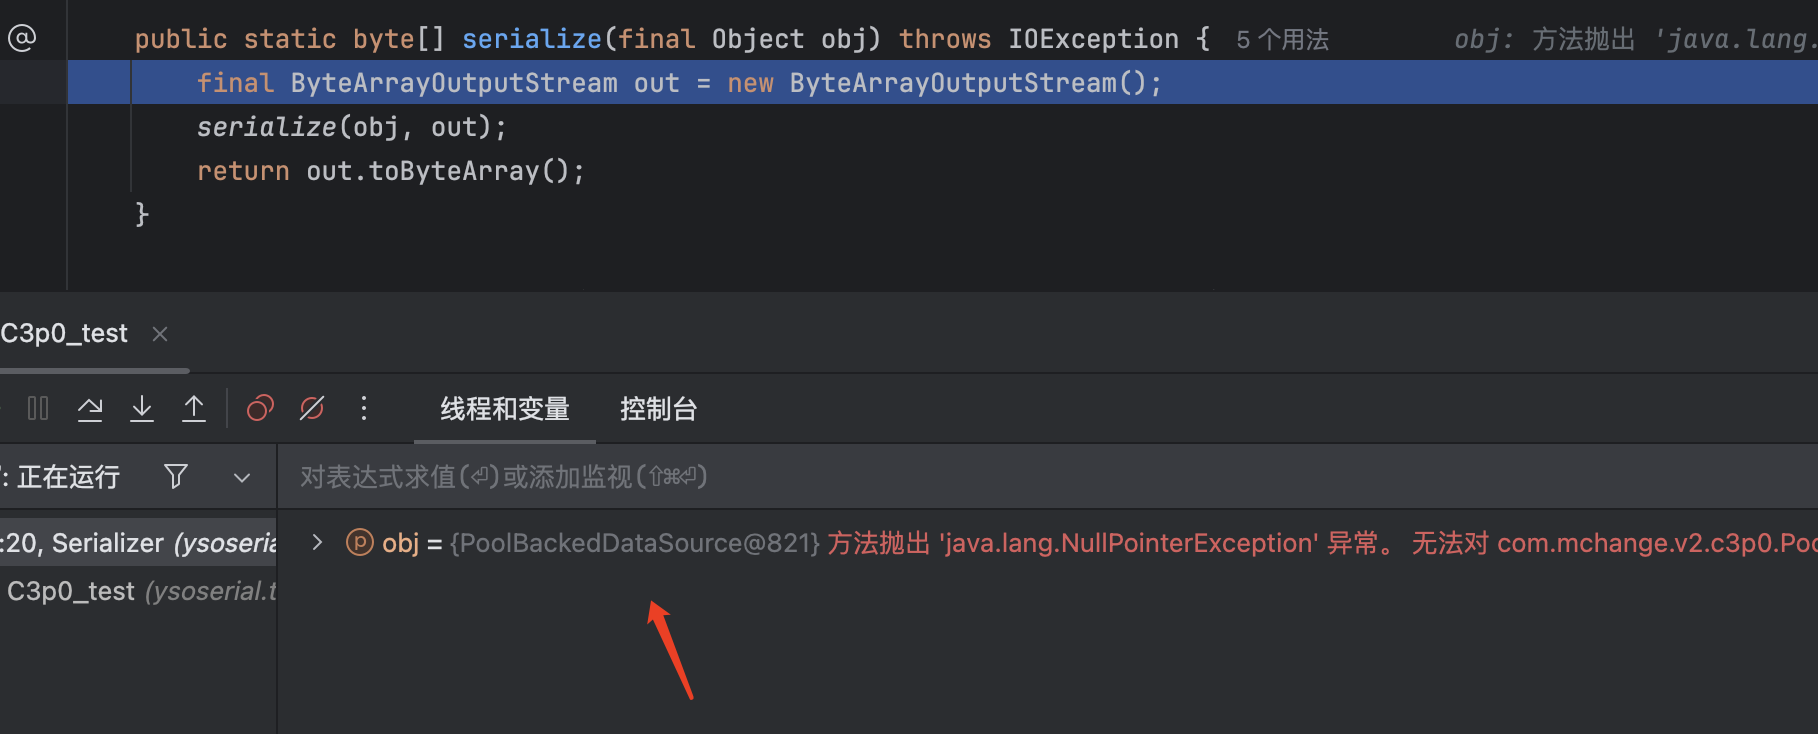 public static byte[] serialize(final Object obj) throws IOException { 5 个用法 obj: 方法抛出 'java.lang.
final ByteArrayOutputStream out = new ByteArrayOutputStream();
serialize(obj, out);
return out.toByteArray();
}
C3p0_test
线程和变量 控制台
: 正在运行 对表达式求值(⏎)或添加监视(⇧⌘⏎)
:20, Serializer (ysoseria
obj = {PoolBackedDataSource@821} 方法抛出 'java.lang.NullPointerException' 异常。 无法对 com.mchange.v2.c3p0.Poo
C3p0_test (ysoserial.t